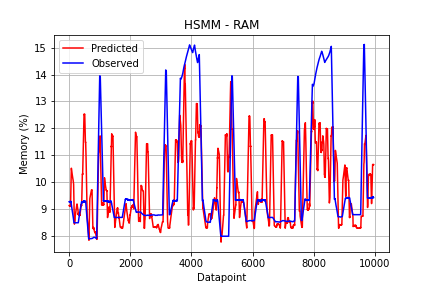 HSMM - RAM
Predicted
Observed
Memory (%)
15
14
13
12
11
10
9
8
0
2000
4000
6000
8000
10000
Datapoint